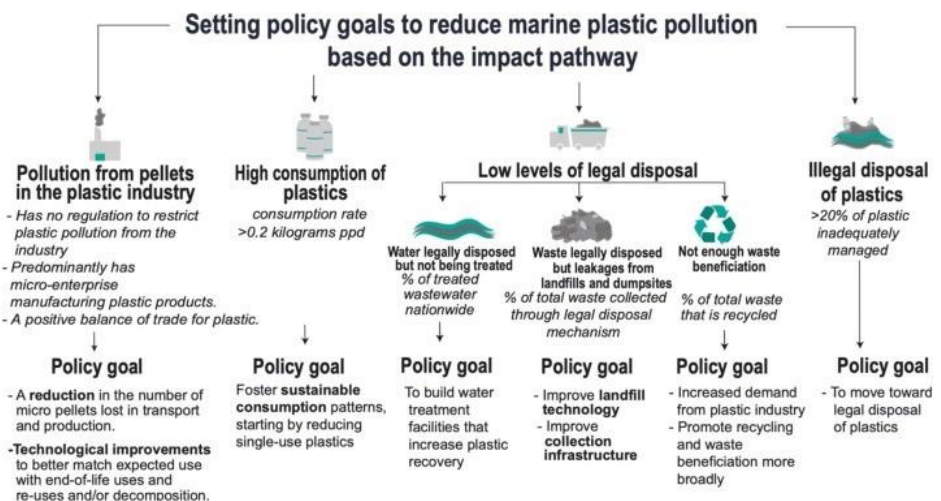 Setting policy goals to reduce marine plastic pollution
based on the impact pathway
Pollution from pellets
in the plastic industry
- Has no regulation to restrict
plastic pollution from the
industry
- Predominantly has
micro-enterprise
manufacturing plastic products.
- A positive balance of trade for plastic.
Policy goal
- A reduction in the number of
micro pellets lost in transport
and production.
-Technological improvements
to better match expected use
with end-of-life uses and
re-uses and/or decomposition.
High consumption of
plastics
consumption rate
>0.2 kilograms ppd
Policy goal
Foster sustainable
consumption patterns,
starting by reducing
single-use plastics
Low levels of legal disposal
Water legally disposed
but not being treated
% of treated
wastewater
nationwide
Policy goal
To build water
treatment
facilities that
increase plastic
recovery
Waste legally disposed
but leakages from
landfills and dumpsites
% of total waste collected
through legal disposal
mechanism
Policy goal
- Improve landfill
technology
- Improve
collection
infrastructure
Not enough waste
beneficiation
% of total waste
that is recycled
Policy goal
- Increased demand
from plastic industry
- Promote recycling
and waste
beneficiation more
broadly
Illegal disposal
of plastics
>20% of plastic
inadequately
managed
Policy goal
- To move toward
legal disposal
of plastics